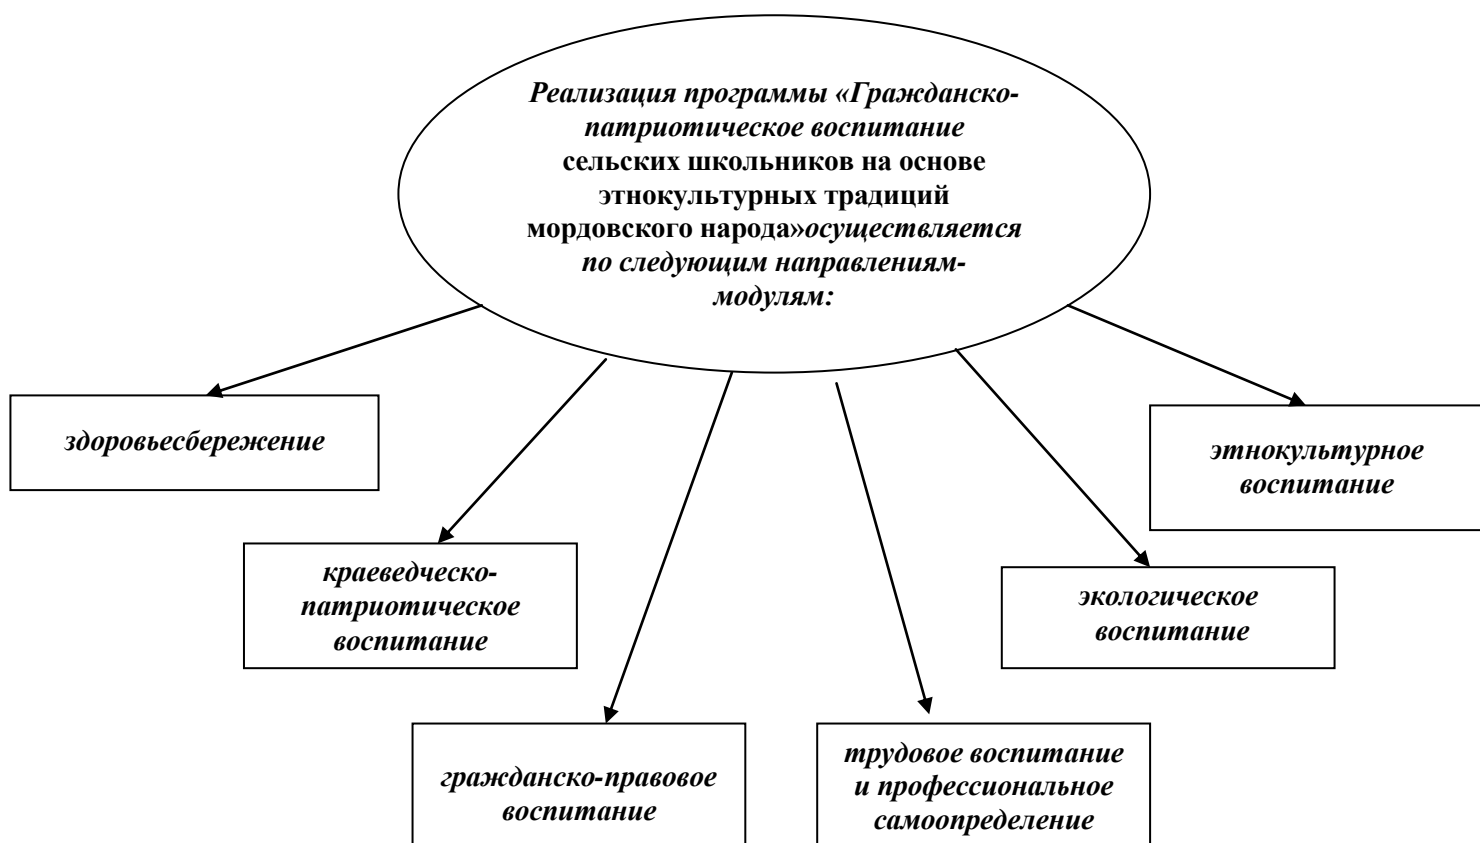 Реализация программы «Гражданско-
патриотическое воспитание
сельских школьников на основе
этнокультурных традиций
мордовского народа»осуществляется
по следующим направлениям-
модулям:
здоровьесбережение
этнокультурное
воспитание
краеведческо-
патриотическое
воспитание
экологическое
воспитание
гражданско-правовое
воспитание
трудовое воспитание
и профессиональное
самоопределение